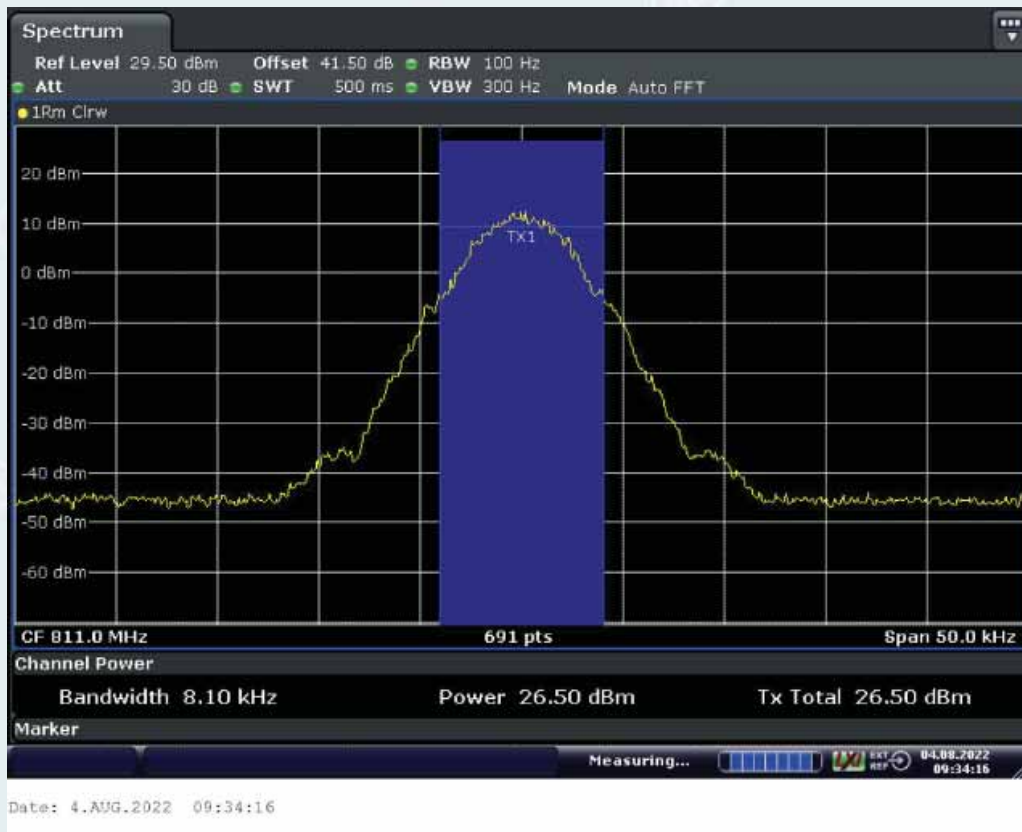 Spectrum
Ref Level 29.50 dBm Offset 41.50 dB RBW 100 Hz
Att 30 dB SWT 500 ms VBW 300 Hz Mode Auto FFT
1Rm Clrw
20 dBm
10 dBm
TX1
0 dBm
-10 dBm
-20 dBm
-30 dBm
-40 dBm
-50 dBm
-60 dBm
CF 811.0 MHz 691 pts Span 50.0 kHz
Channel Power
Bandwidth 8.10 kHz Power 26.50 dBm Tx Total 26.50 dBm
Marker
Measuring... LXI EXT REF 04.08.2022
09:34:16
Date: 4.AUG.2022 09:34:16